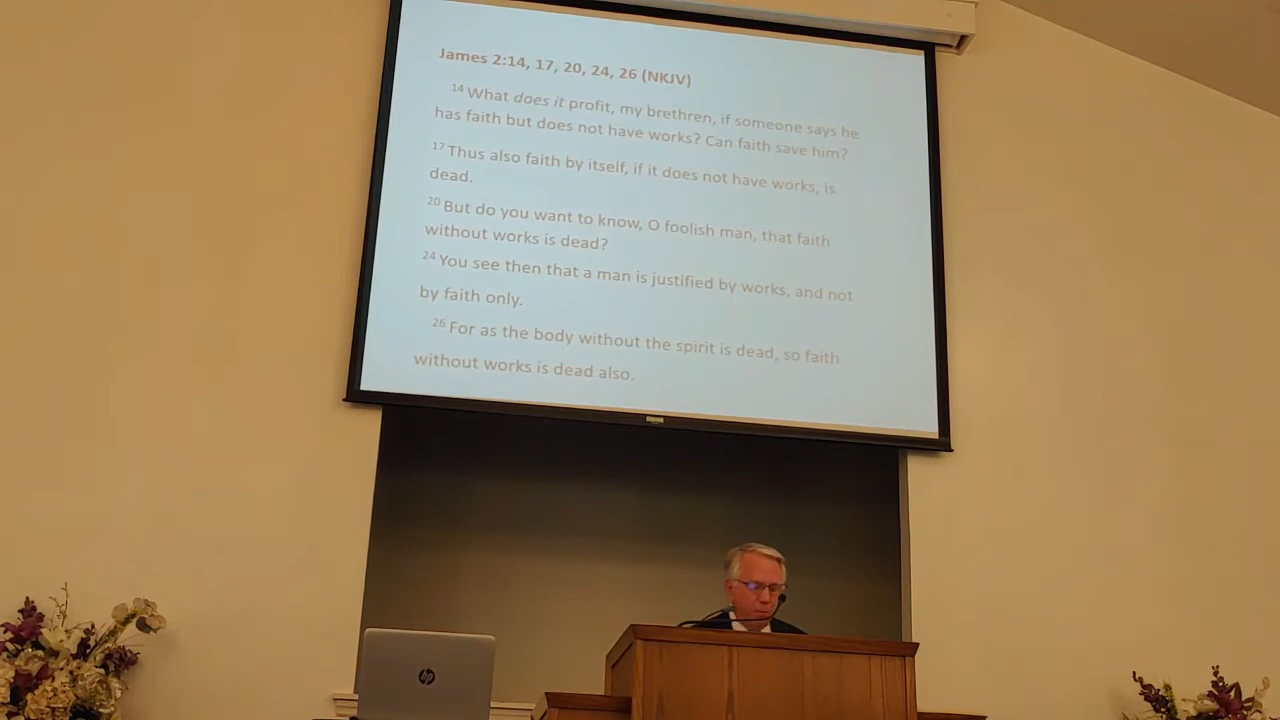 James 2:14, 17, 20, 24, 26 (NKJV)
14 What does it profit, my brethren, if someone says he
has faith but does not have works? Can faith save him?
17 Thus also faith by itself, if it does not have works, is
dead.
20 But do you want to know, O foolish man, that faith
without works is dead?
24 You see then that a man is justified by works, and not
by faith only.
26 For as the body without the spirit is dead, so faith
without works is dead also.
hp